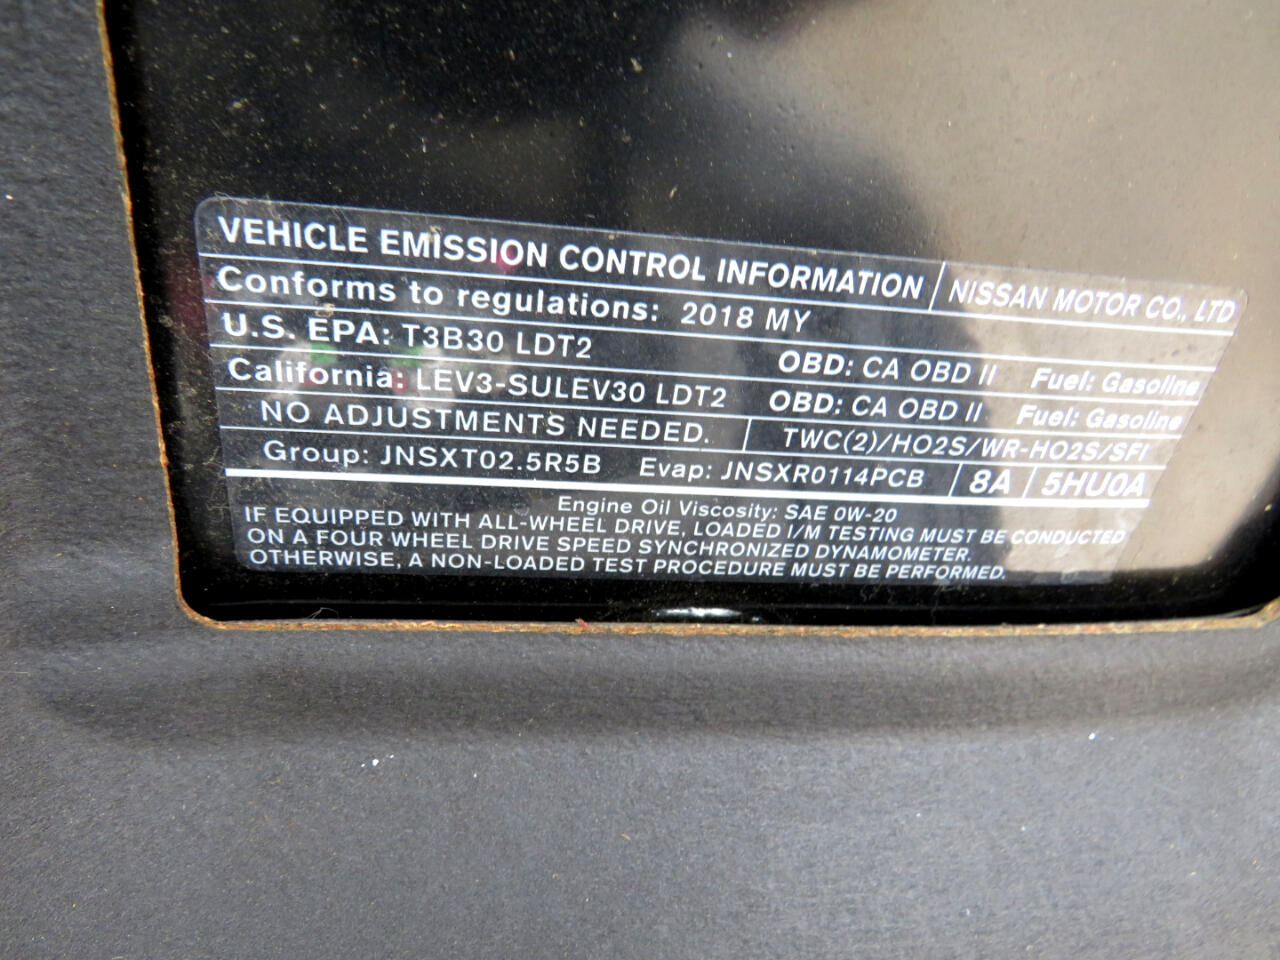 VEHICLE EMISSION CONTROL INFORMATION / NISSAN MOTOR CO., LTD
Conforms to regulations: 2018 MY
U.S. EPA: T3B30 LDT2 OBD: CA OBD II Fuel: Gasoline
California: LEV3-SULEV30 LDT2 OBD: CA OBD II Fuel: Gasoline
NO ADJUSTMENTS NEEDED. / TWC(2)/HO2S/WR-HO2S/SFI
Group: JNSXT02.5R5B Evap: JNSXR0114PCB / 8A / 5HU0A
Engine Oil Viscosity: SAE 0W-20
IF EQUIPPED WITH ALL-WHEEL DRIVE, LOADED I/M TESTING MUST BE CONDUCTED
ON A FOUR WHEEL DRIVE SPEED SYNCHRONIZED DYNAMOMETER.
OTHERWISE, A NON-LOADED TEST PROCEDURE MUST BE PERFORMED.